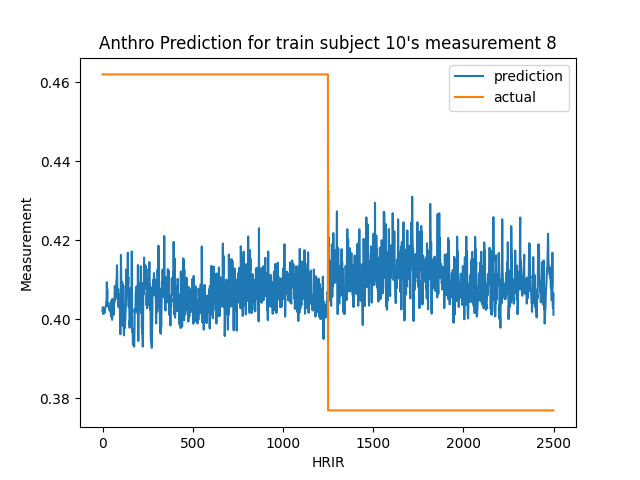 Anthro Prediction for train subject 10's measurement 8
prediction
actual
0.46
0.44
0.42
0.40
0.38
Measurement
0
500
1000
1500
2000
2500
HRIR